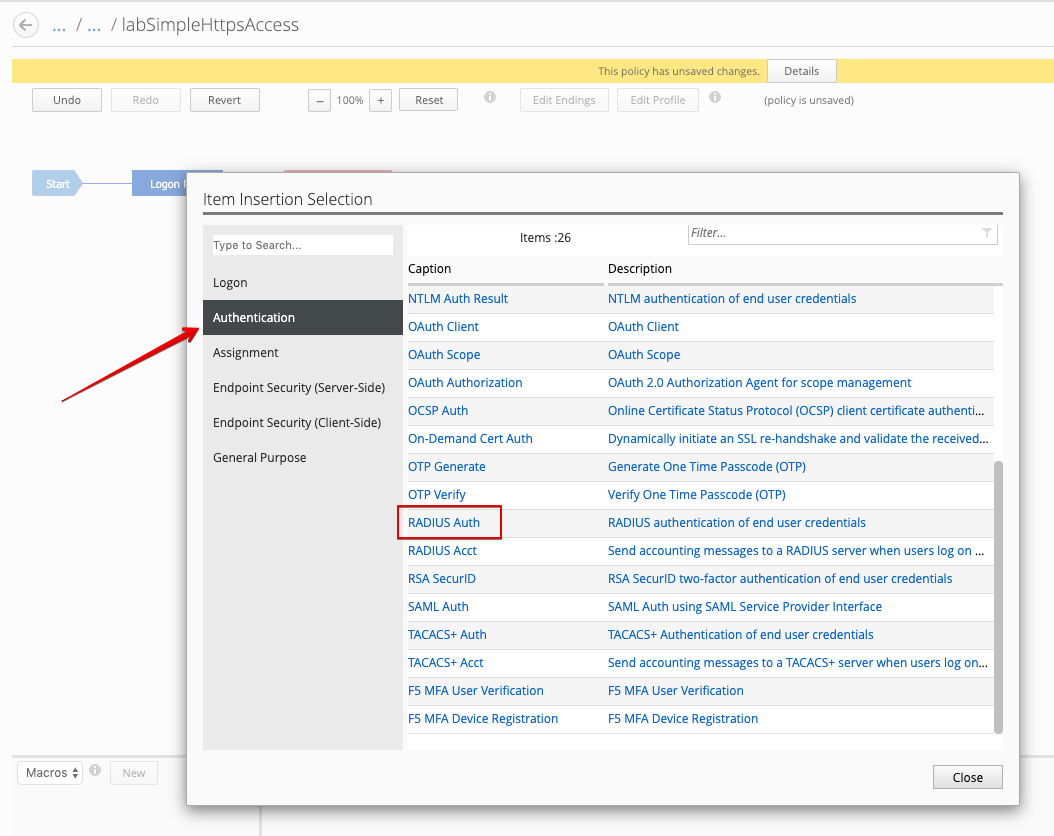 ... / ... / labSimpleHttpsAccess
This policy has unsaved changes. Details
Undo Redo Revert – 100% + Reset Edit Endings Edit Profile (policy is unsaved)
Start Logon
Item Insertion Selection
Type to Search...
Items :26 Filter...
Logon
Authentication
Assignment
Endpoint Security (Server-Side)
Endpoint Security (Client-Side)
General Purpose
Caption Description
NTLM Auth Result NTLM authentication of end user credentials
OAuth Client OAuth Client
OAuth Scope OAuth Scope
OAuth Authorization OAuth 2.0 Authorization Agent for scope management
OCSP Auth Online Certificate Status Protocol (OCSP) client certificate authenti...
On-Demand Cert Auth Dynamically initiate an SSL re-handshake and validate the received...
OTP Generate Generate One Time Passcode (OTP)
OTP Verify Verify One Time Passcode (OTP)
RADIUS Auth RADIUS authentication of end user credentials
RADIUS Acct Send accounting messages to a RADIUS server when users log on ...
RSA SecurID RSA SecurID two-factor authentication of end user credentials
SAML Auth SAML Auth using SAML Service Provider Interface
TACACS+ Auth TACACS+ Authentication of end user credentials
TACACS+ Acct Send accounting messages to a TACACS+ server when users log on...
F5 MFA User Verification F5 MFA User Verification
F5 MFA Device Registration F5 MFA Device Registration
Close
Macros New